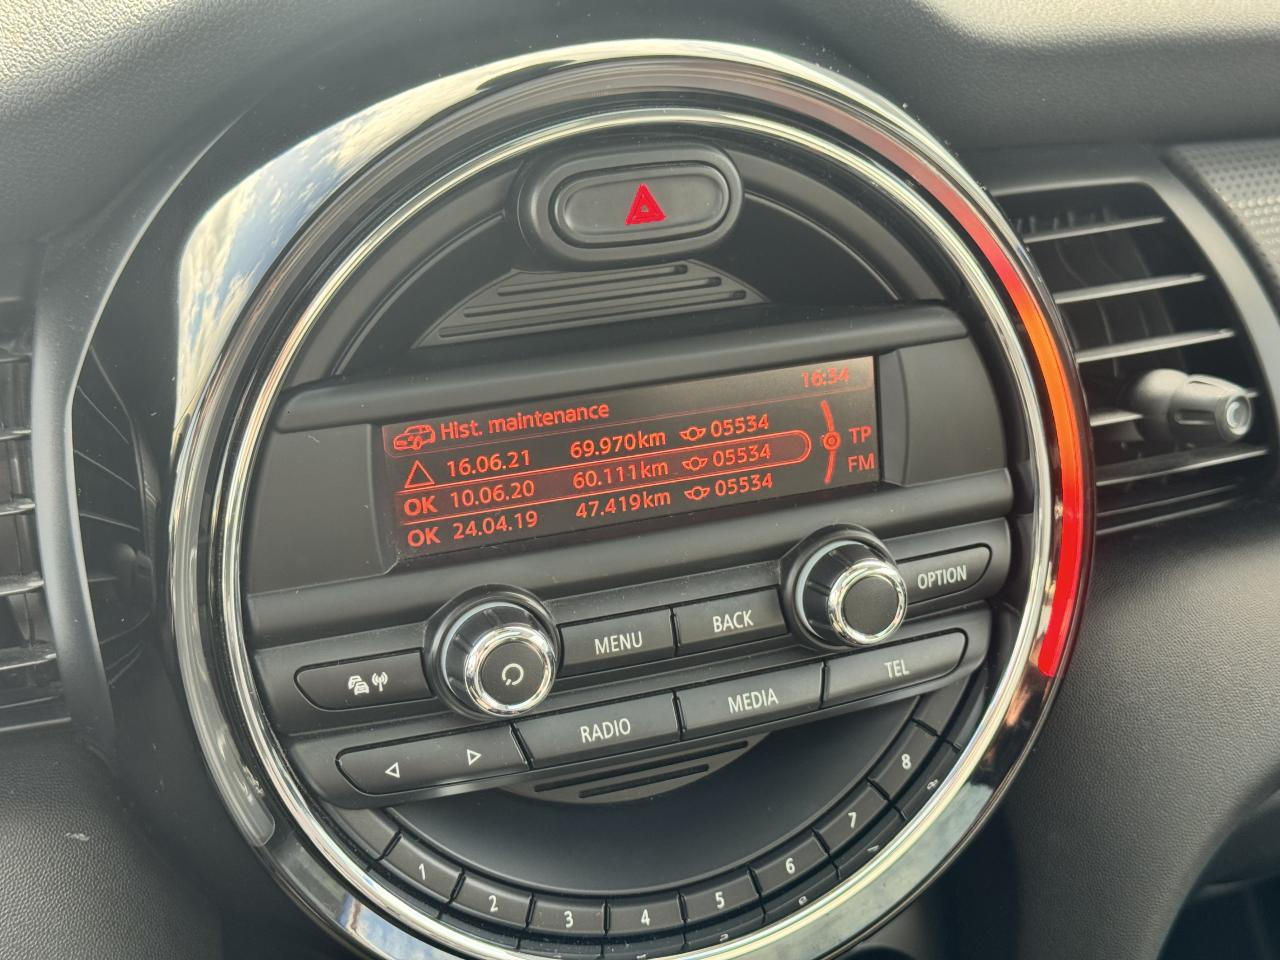 16:34
Hist. maintenance
16.06.21 69.970km 05534
OK 10.06.20 60.111km 05534
OK 24.04.19 47.419km 05534
TP
FM
MENU
BACK
OPTION
RADIO
MEDIA
TEL
1 2 3 4 5 6 7 8